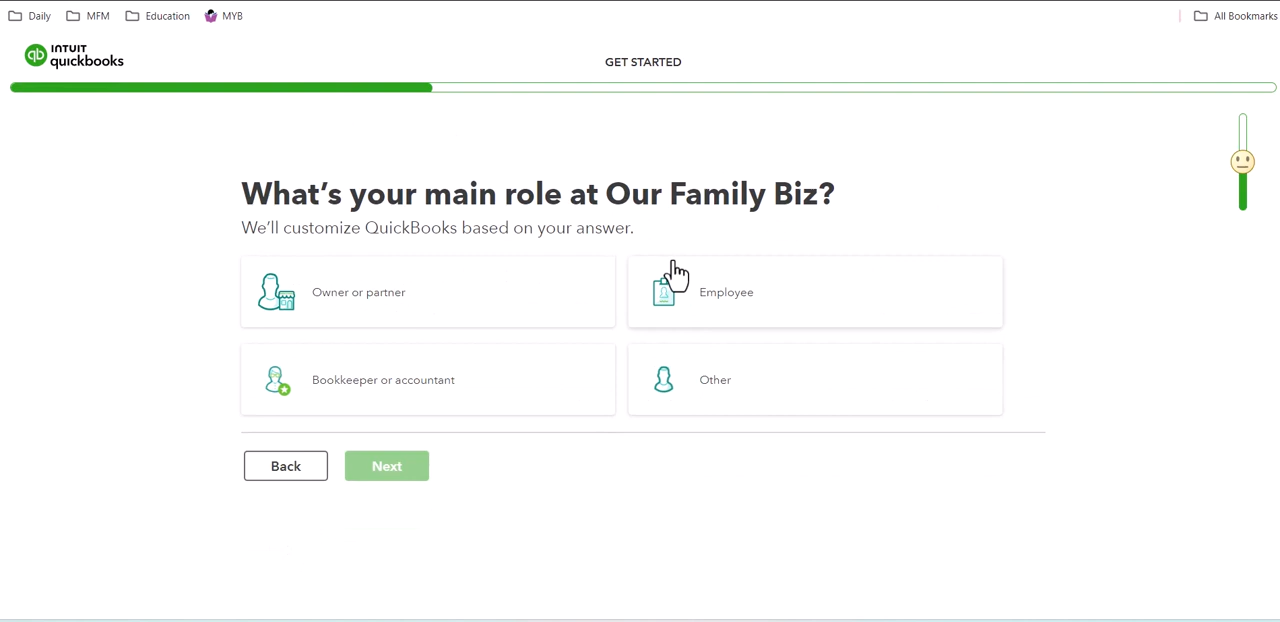 Daily MFM Education MYB All Bookmarks
INTUIT
quickbooks
GET STARTED
What's your main role at Our Family Biz?
We'll customize QuickBooks based on your answer.
Owner or partner
Employee
Bookkeeper or accountant
Other
Back
Next